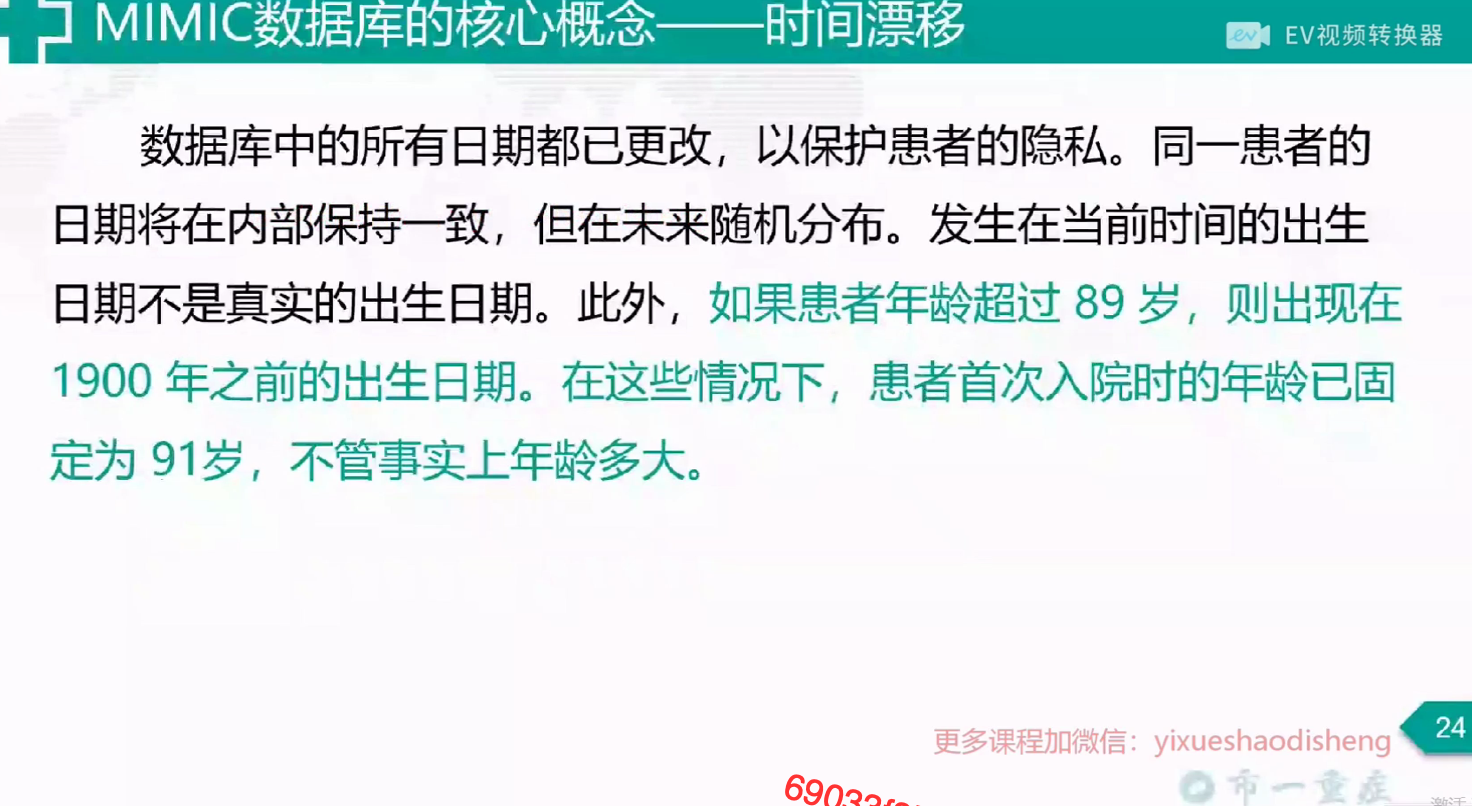 MIMIC数据库的核心概念——时间漂移
EV视频转换器
数据库中的所有日期都已更改，以保护患者的隐私。同一患者的
日期将在内部保持一致，但在未来随机分布。发生在当前时间的出生
日期不是真实的出生日期。此外，如果患者年龄超过 89 岁，则出现在
1900 年之前的出生日期。在这些情况下，患者首次入院时的年龄已固
定为 91岁，不管事实上年龄多大。
24
更多课程加微信：yixueshaodisheng
市一重症